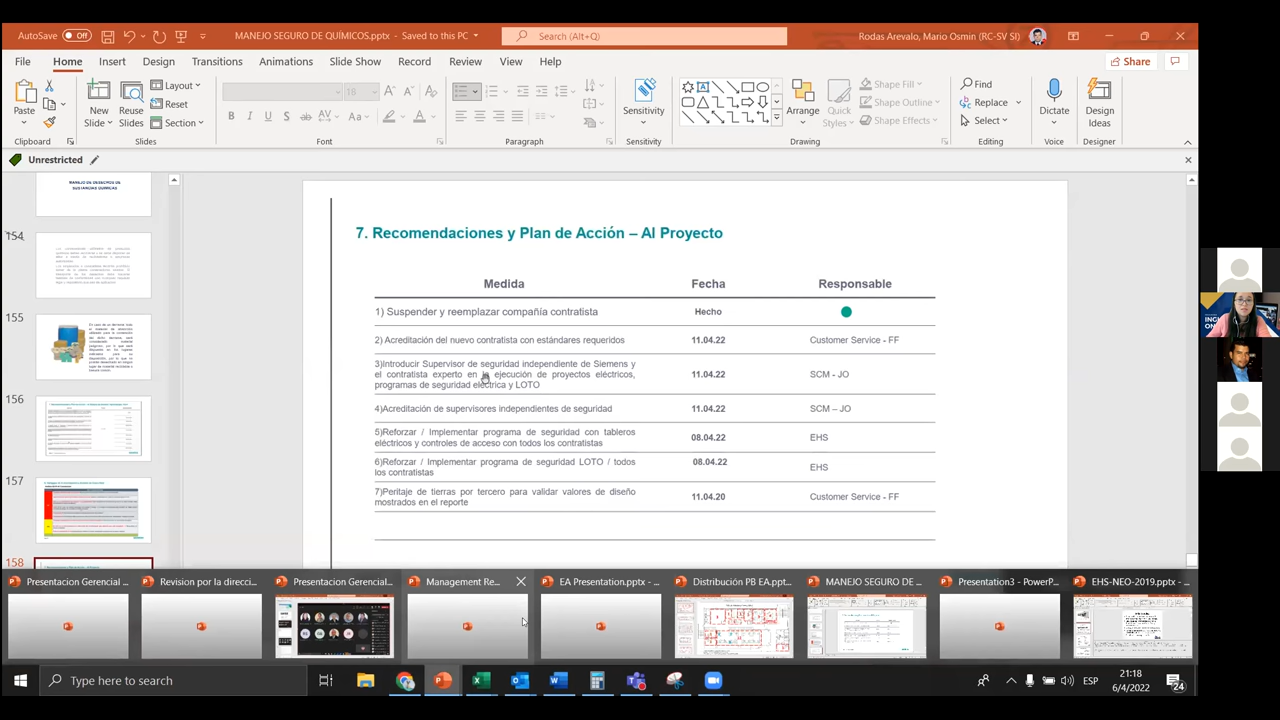 AutoSave Off
MANEJO SEGURO DE QUÍMICOS.pptx - Saved to this PC
Search (Alt+Q)
Rodas Arevalo, Mario Osmin (RC-SV SI)
File Home Insert Design Transitions Animations Slide Show Record Review View Help
Share
Paste
New
Slide
Reuse
Slides
Layout
Reset
Section
18
Sensitivity
Arrange
Quick
Styles
Shape Fill
Shape Outline
Shape Effects
Find
Replace
Select
Dictate
Design
Ideas
Clipboard Slides Font Paragraph Sensitivity Drawing Editing Voice Designer
Unrestricted
MANEJO DE DESECHOS DE
SUSTANCIAS QUIMICAS
154
155
156
157
158
7. Recomendaciones y Plan de Acción – Al Proyecto
Medida Fecha Responsable
1) Suspender y reemplazar compañía contratista Hecho
2) Acreditación del nuevo contratista con estándares requeridos 11.04.22 Customer Service - FF
3)Introducir Supervisor de seguridad independiente de Siemens y
el contratista experto en la ejecución de proyectos eléctricos, 11.04.22 SCM - JO
programas de seguridad eléctrica y LOTO
4)Acreditación de supervisores independientes de seguridad 11.04.22 SCM – JO
5)Reforzar / Implementar programa de seguridad con tableros
eléctricos y controles de acceso con todos los contratistas 08.04.22 EHS
6)Reforzar / Implementar programa de seguridad LOTO / todos
los contratistas 08.04.22 EHS
7)Peritaje de tierras por tercero para validar valores de diseño
mostrados en el reporte 11.04.20 Customer Service - FF
Presentacion Gerencial ...
Revision por la direcci...
Presentacion Gerencial...
Management Re...
EA Presentation.pptx - ...
Distribución PB EA.ppt...
MANEJO SEGURO DE ...
Presentation3 - PowerP...
EHS-NEO-2019.pptx - ...
Type here to search
ESP
21:18
6/4/2022
24